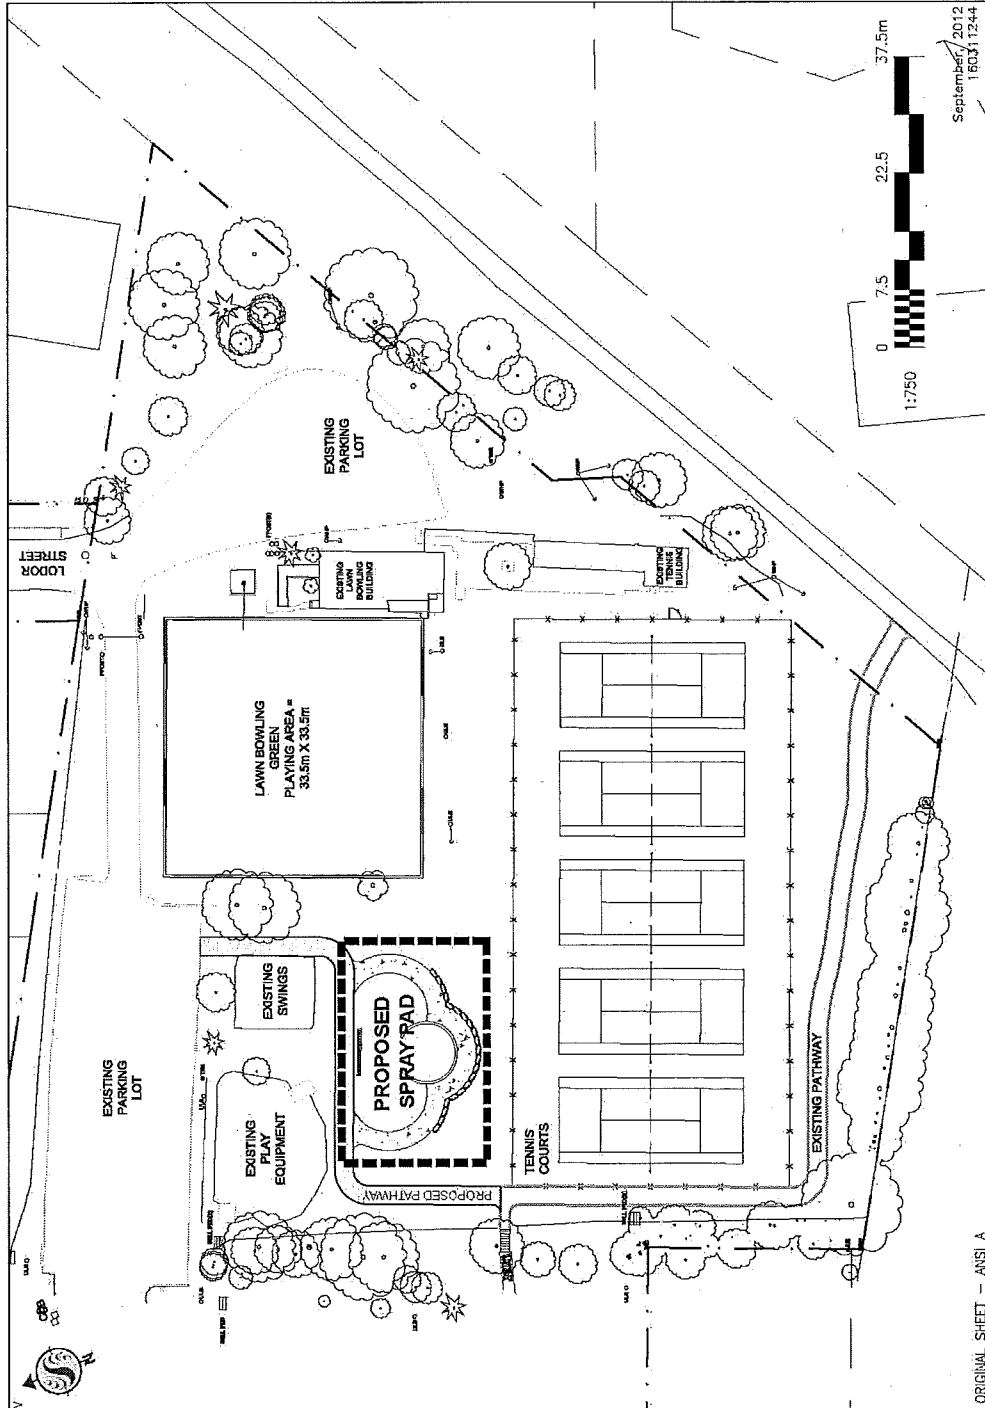 September, 2012
160311244
37.5m
22.5
7.5
0
1:750
LODOR
STREET
EXISTING
PARKING
LOT
EXISTING
LAWN
BOWLING
BUILDING
EXISTING
TENNIS
BUILDING
LAWN BOWLING
GREEN
PLAYING AREA =
33.5m X 33.5m
EXISTING
SWINGS
PROPOSED
SPRAY PAD
EXISTING
PARKING
LOT
EXISTING
PLAY
EQUIPMENT
PROPOSED PATHWAY
TENNIS
COURTS
EXISTING PATHWAY
ORIGINAL SHEET - ANSI A